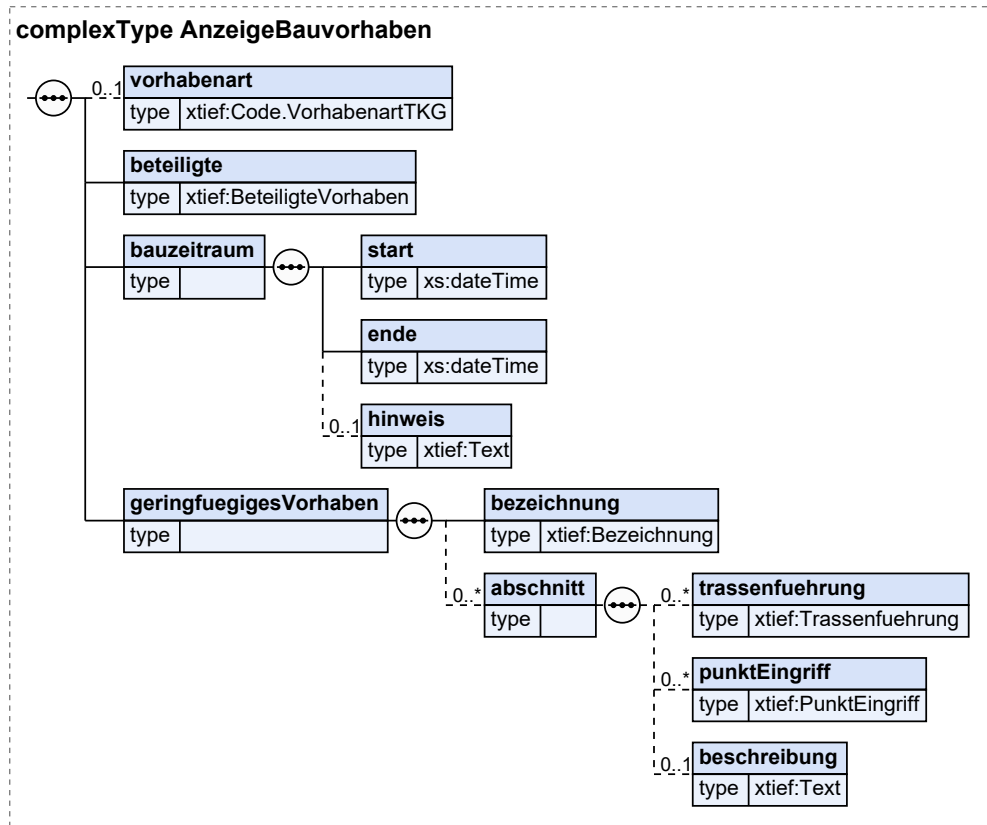 complexType AnzeigeBauvorhaben
0..1
vorhabenart
type xtief:Code.VorhabenartTKG
beteiligte
type xtief:BeteiligteVorhaben
bauzeitraum
type
start
type xs:dateTime
ende
type xs:dateTime
0..1
hinweis
type xtief:Text
geringfuegigesVorhaben
type
bezeichnung
type xtief:Bezeichnung
0..*
abschnitt
type
0..*
trassenfuehrung
type xtief:Trassenfuehrung
0..*
punktEingriff
type xtief:PunktEingriff
0..1
beschreibung
type xtief:Text